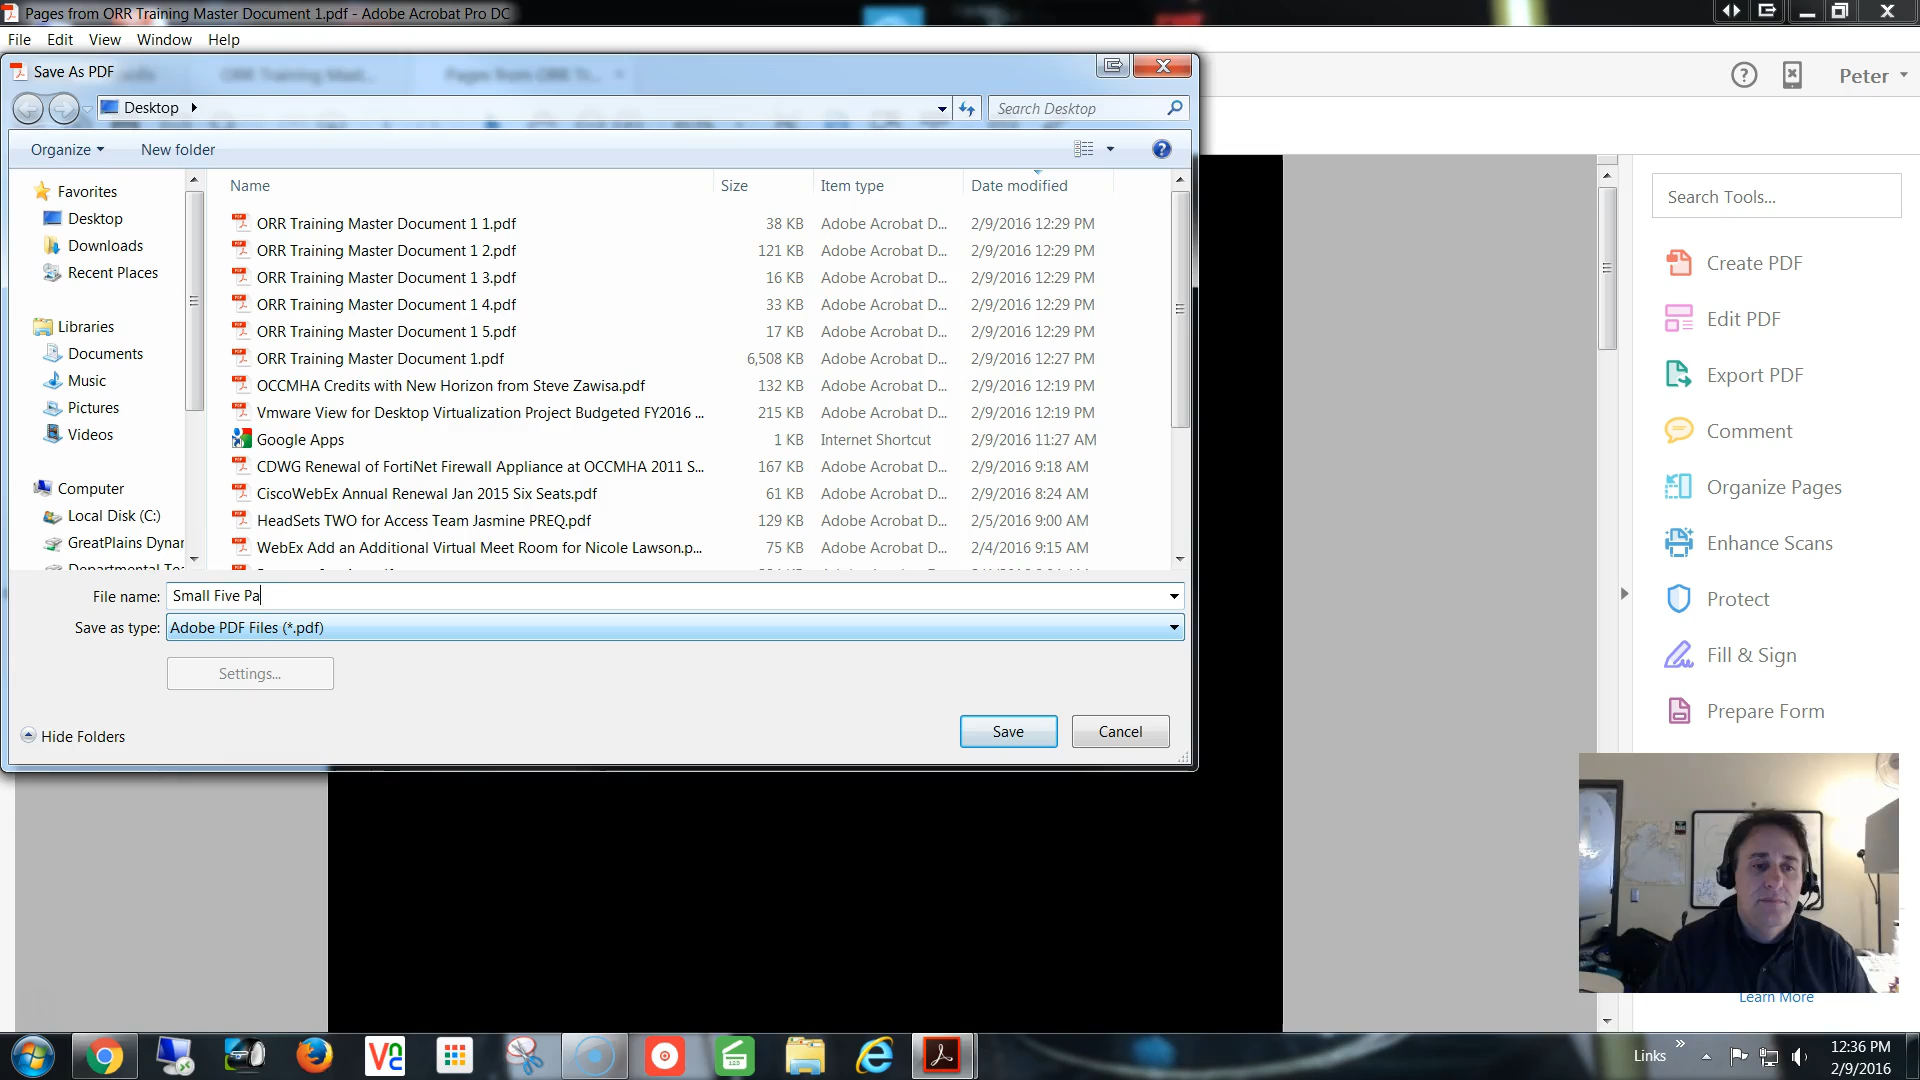 Pages from ORR Training Master Document 1.pdf - Adobe Acrobat Pro DC
File Edit View Window Help
Save As PDF
ORR Training Mast...
Pages from ORR Tr...
Peter
Desktop
Search Desktop
Organize
New folder
Search Tools...
Name Size Item type Date modified
Favorites
Desktop
Downloads
Recent Places
Libraries
Documents
Music
Pictures
Videos
Computer
Local Disk (C:)
GreatPlains Dynar
Departmental Te
ORR Training Master Document 1 1.pdf 38 KB Adobe Acrobat D... 2/9/2016 12:29 PM
ORR Training Master Document 1 2.pdf 121 KB Adobe Acrobat D... 2/9/2016 12:29 PM
ORR Training Master Document 1 3.pdf 16 KB Adobe Acrobat D... 2/9/2016 12:29 PM
ORR Training Master Document 1 4.pdf 33 KB Adobe Acrobat D... 2/9/2016 12:29 PM
ORR Training Master Document 1 5.pdf 17 KB Adobe Acrobat D... 2/9/2016 12:29 PM
ORR Training Master Document 1.pdf 6,508 KB Adobe Acrobat D... 2/9/2016 12:27 PM
OCCMHA Credits with New Horizon from Steve Zawisa.pdf 132 KB Adobe Acrobat D... 2/9/2016 12:19 PM
Vmware View for Desktop Virtualization Project Budgeted FY2016 ... 215 KB Adobe Acrobat D... 2/9/2016 12:19 PM
Google Apps 1 KB Internet Shortcut 2/9/2016 11:27 AM
CDWG Renewal of FortiNet Firewall Appliance at OCCMHA 2011 S... 167 KB Adobe Acrobat D... 2/9/2016 9:18 AM
CiscoWebEx Annual Renewal Jan 2015 Six Seats.pdf 61 KB Adobe Acrobat D... 2/9/2016 8:24 AM
HeadSets TWO for Access Team Jasmine PREQ.pdf 129 KB Adobe Acrobat D... 2/5/2016 9:00 AM
WebEx Add an Additional Virtual Meet Room for Nicole Lawson.p... 75 KB Adobe Acrobat D... 2/4/2016 9:15 AM
File name: Small Five Pa
Save as type: Adobe PDF Files (*.pdf)
Settings...
Hide Folders
Save
Cancel
Create PDF
Edit PDF
Export PDF
Comment
Organize Pages
Enhance Scans
Protect
Fill & Sign
Prepare Form
Learn More
Links
12:36 PM
2/9/2016